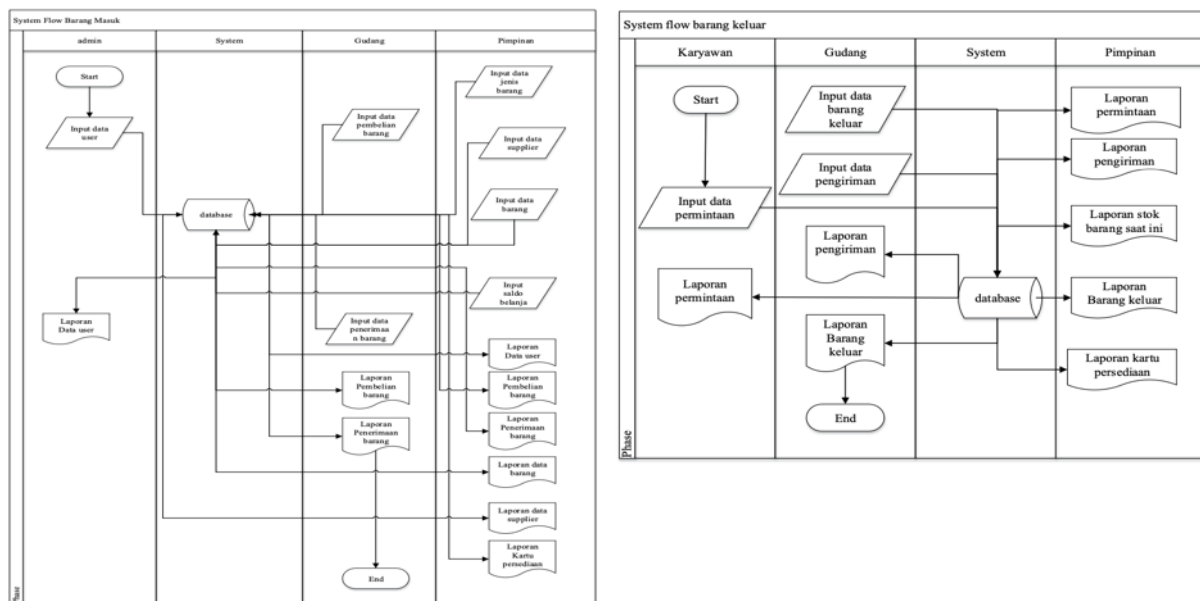 System Flow Barang Masuk
admin
System
Gudang
Pimpinan
Start
Input data
user
Laporan
Data user
database
Input data
pembelian
barang
Input data
penerimaa
n barang
Laporan
Pembelian
barang
Laporan
Penerimaan
barang
End
Input data
jenis
barang
Input data
supplier
Input data
barang
Input
saldo
belanja
Laporan
Data user
Laporan
Pembelian
barang
Laporan
Penerimaan
barang
Laporan data
barang
Laporan data
supplier
Laporan
Kartu
persediaan
Phase
System flow barang keluar
Karyawan
Gudang
System
Pimpinan
Start
Input data
permintaan
Laporan
permintaan
Input data
barang
keluar
Input data
pengiriman
Laporan
pengiriman
Laporan
Barang
keluar
End
database
Laporan
permintaan
Laporan
pengiriman
Laporan stok
barang saat ini
Laporan
Barang keluar
Laporan kartu
persediaan
Phase